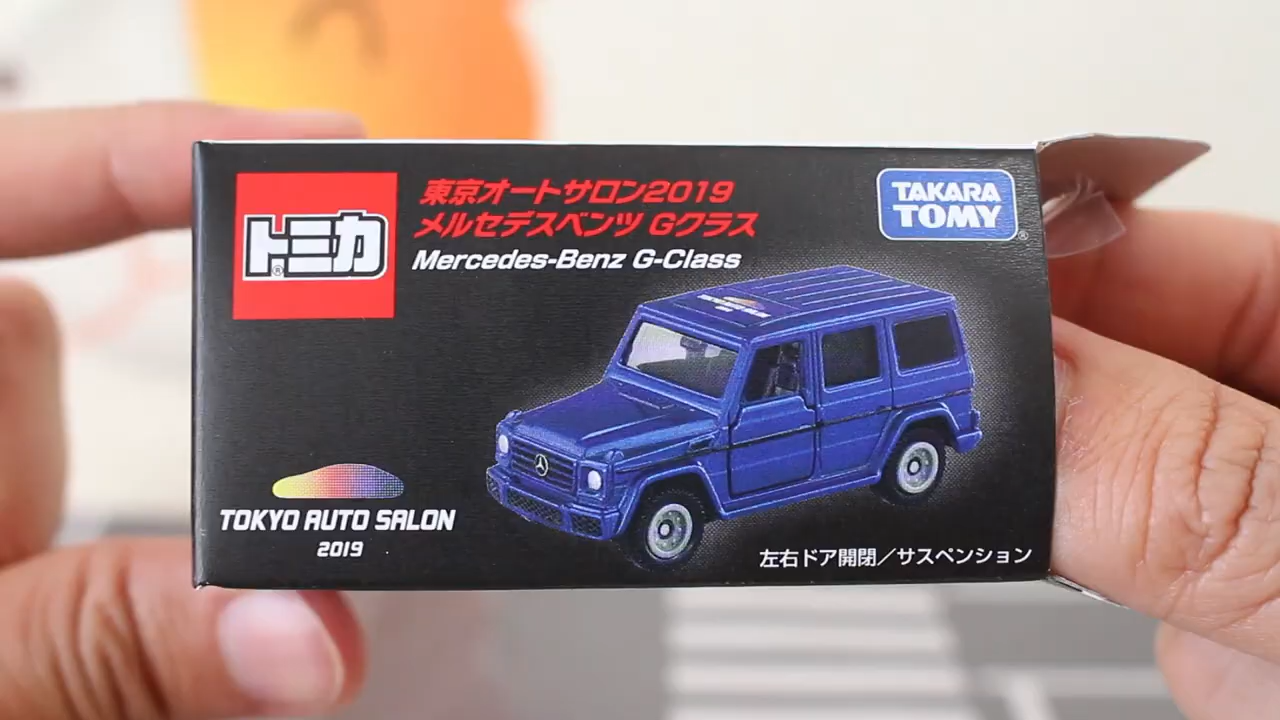 トミカ
東京オートサロン2019
メルセデスベンツ Gクラス
Mercedes-Benz G-Class
TAKARA
TOMY
TOKYO AUTO SALON
2019
左右ドア開閉／サスペンション